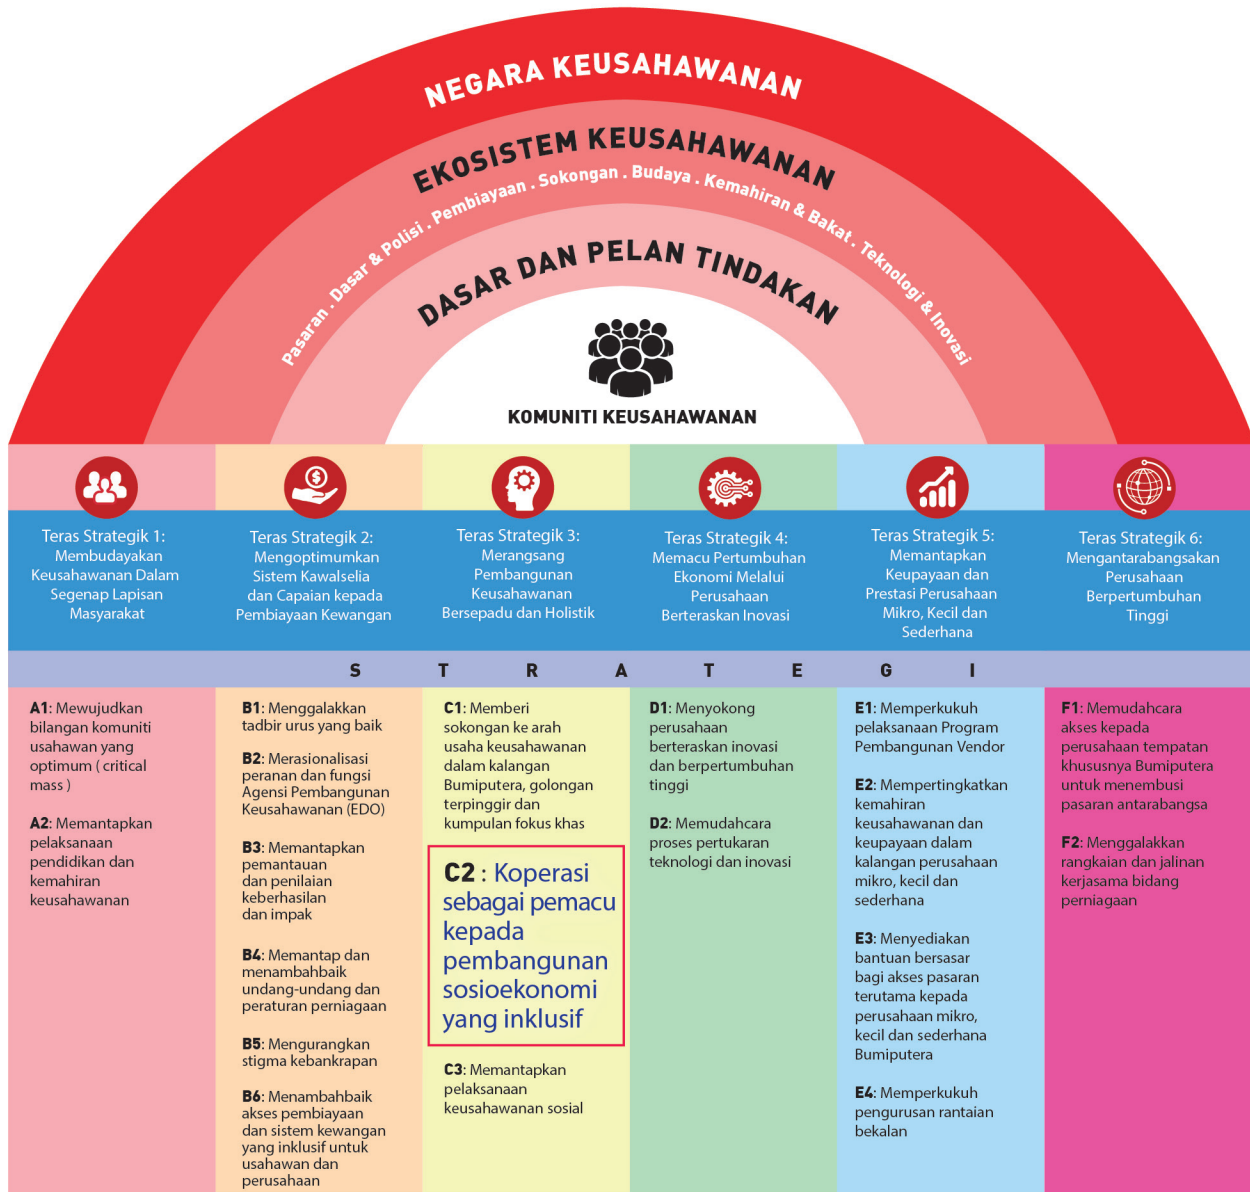 NEGARA KEUSAHAWANAN
EKOSISTEM KEUSAHAWANAN
Pasaran . Dasar & Polisi . Pembiayaan . Sokongan . Budaya . Kemahiran & Bakat . Teknologi & Inovasi
DASAR DAN PELAN TINDAKAN
KOMUNITI KEUSAHAWANAN
Teras Strategik 1:
Membudayakan
Keusahawanan Dalam
Segenap Lapisan
Masyarakat
Teras Strategik 2:
Mengoptimumkan
Sistem Kawalselia
dan Capaian kepada
Pembiayaan Kewangan
Teras Strategik 3:
Merangsang
Pembangunan
Keusahawanan
Bersepadu dan Holistik
Teras Strategik 4:
Memacu Pertumbuhan
Ekonomi Melalui
Perusahaan
Berteraskan Inovasi
Teras Strategik 5:
Memantapkan
Keupayaan dan
Prestasi Perusahaan
Mikro, Kecil dan
Sederhana
Teras Strategik 6:
Mengantarabangsakan
Perusahaan
Berpertumbuhan
Tinggi
S T R A T E G I
A1: Mewujudkan
bilangan komuniti
usahawan yang
optimum ( critical
mass )
A2: Memantapkan
pelaksanaan
pendidikan dan
kemahiran
keusahawanan
B1: Menggalakkan
tadbir urus yang baik
B2: Merasionalisasi
peranan dan fungsi
Agensi Pembangunan
Keusahawanan (EDO)
B3: Memantapkan
pemantauan
dan penilaian
keberhasilan
dan impak
B4: Memantap dan
menambahbaik
undang-undang dan
peraturan perniagaan
B5: Mengurangkan
stigma kebankrapan
B6: Menambahbaik
akses pembiayaan
dan sistem kewangan
yang inklusif untuk
usahawan dan
perusahaan
C1: Memberi
sokongan ke arah
usaha keusahawanan
dalam kalangan
Bumiputera, golongan
terpinggir dan
kumpulan fokus khas
C2 : Koperasi
sebagai pemacu
kepada
pembangunan
sosioekonomi
yang inklusif
C3: Memantapkan
pelaksanaan
keusahawanan sosial
D1: Menyokong
perusahaan
berteraskan inovasi
dan berpertumbuhan
tinggi
D2: Memudahcara
proses pertukaran
teknologi dan inovasi
E1: Memperkukuh
pelaksanaan Program
Pembangunan Vendor
E2: Mempertingkatkan
kemahiran
keusahawanan dan
keupayaan dalam
kalangan perusahaan
mikro, kecil dan
sederhana
E3: Menyediakan
bantuan bersasar
bagi akses pasaran
terutama kepada
perusahaan mikro,
kecil dan sederhana
Bumiputera
E4: Memperkukuh
pengurusan rantaian
bekalan
F1: Memudahcara
akses kepada
perusahaan tempatan
khususnya Bumiputera
untuk menembusi
pasaran antarabangsa
F2: Menggalakkan
rangkaian dan jalinan
kerjasama bidang
perniagaan